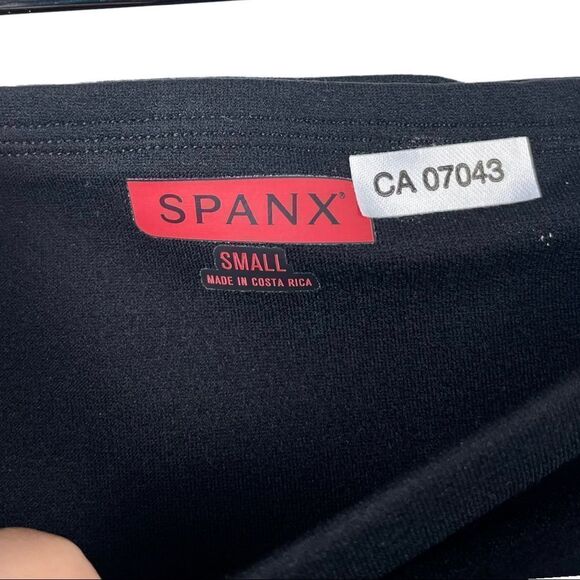 SPANX®
CA 07043
SMALL
MADE IN COSTA RICA